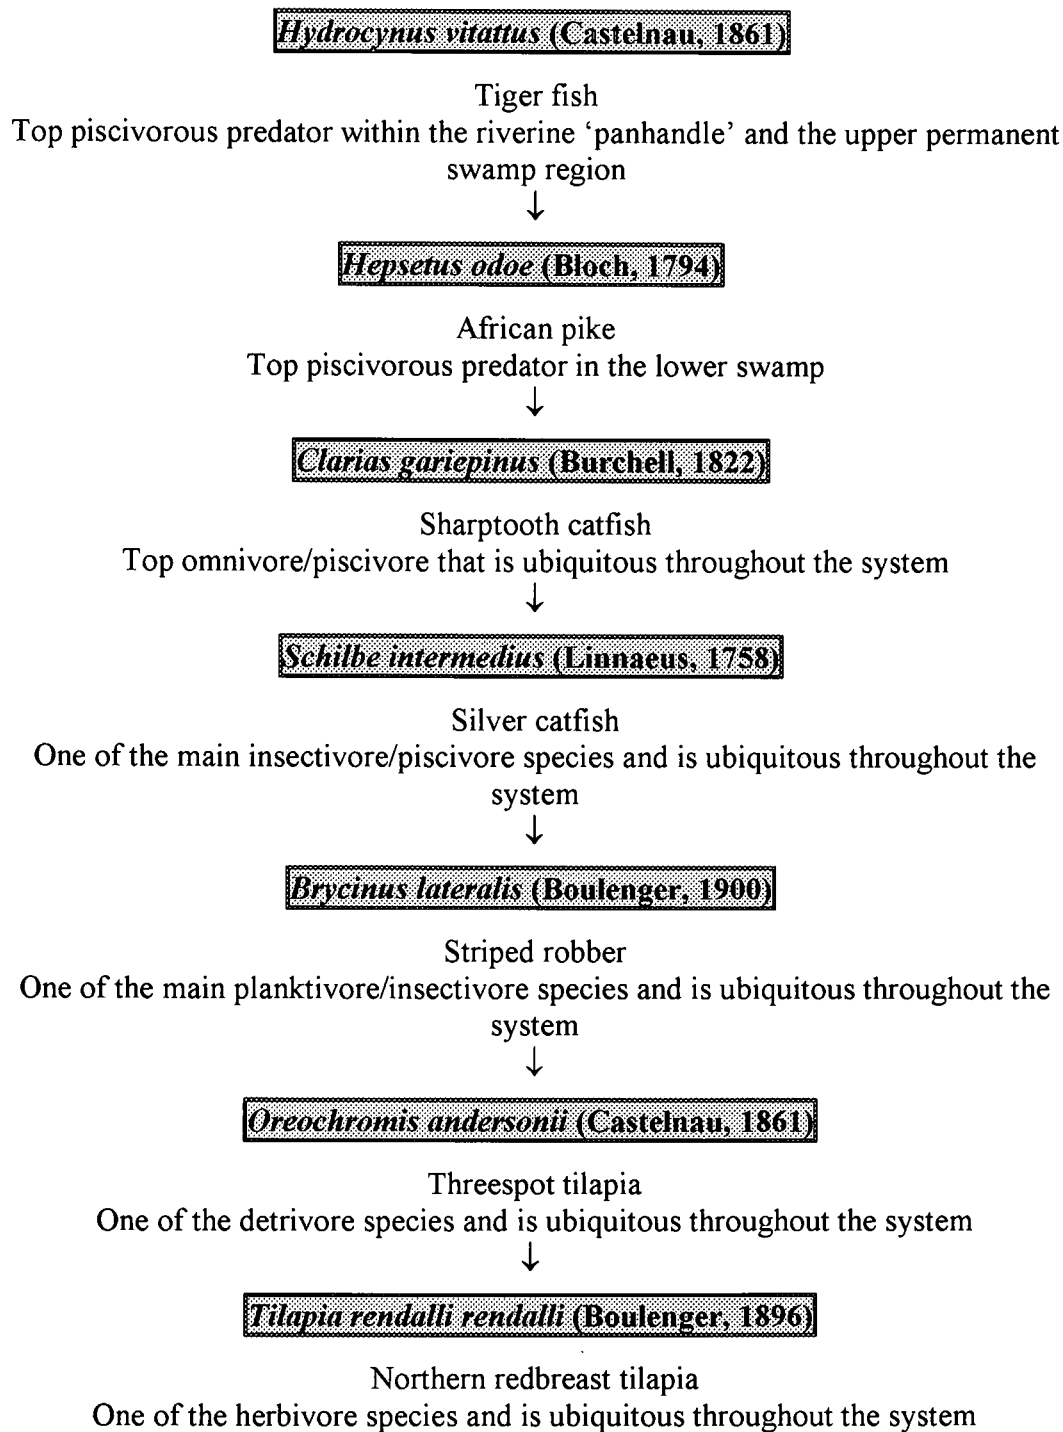 Hydrocynus vitattus (Castelnau, 1861)
Tiger fish
Top piscivorous predator within the riverine ‘panhandle’ and the upper permanent
swamp region
↓
Hepsetus odoe (Bloch, 1794)
African pike
Top piscivorous predator in the lower swamp
↓
Clarias gariepinus (Burchell, 1822)
Sharptooth catfish
Top omnivore/piscivore that is ubiquitous throughout the system
↓
Schilbe intermedius (Linnaeus, 1758)
Silver catfish
One of the main insectivore/piscivore species and is ubiquitous throughout the
system
↓
Brycinus lateralis (Boulenger, 1900)
Striped robber
One of the main planktivore/insectivore species and is ubiquitous throughout the
system
↓
Oreochromis andersonii (Castelnau, 1861)
Threespot tilapia
One of the detrivore species and is ubiquitous throughout the system
↓
Tilapia rendalli rendalli (Boulenger, 1896)
Northern redbreast tilapia
One of the herbivore species and is ubiquitous throughout the system